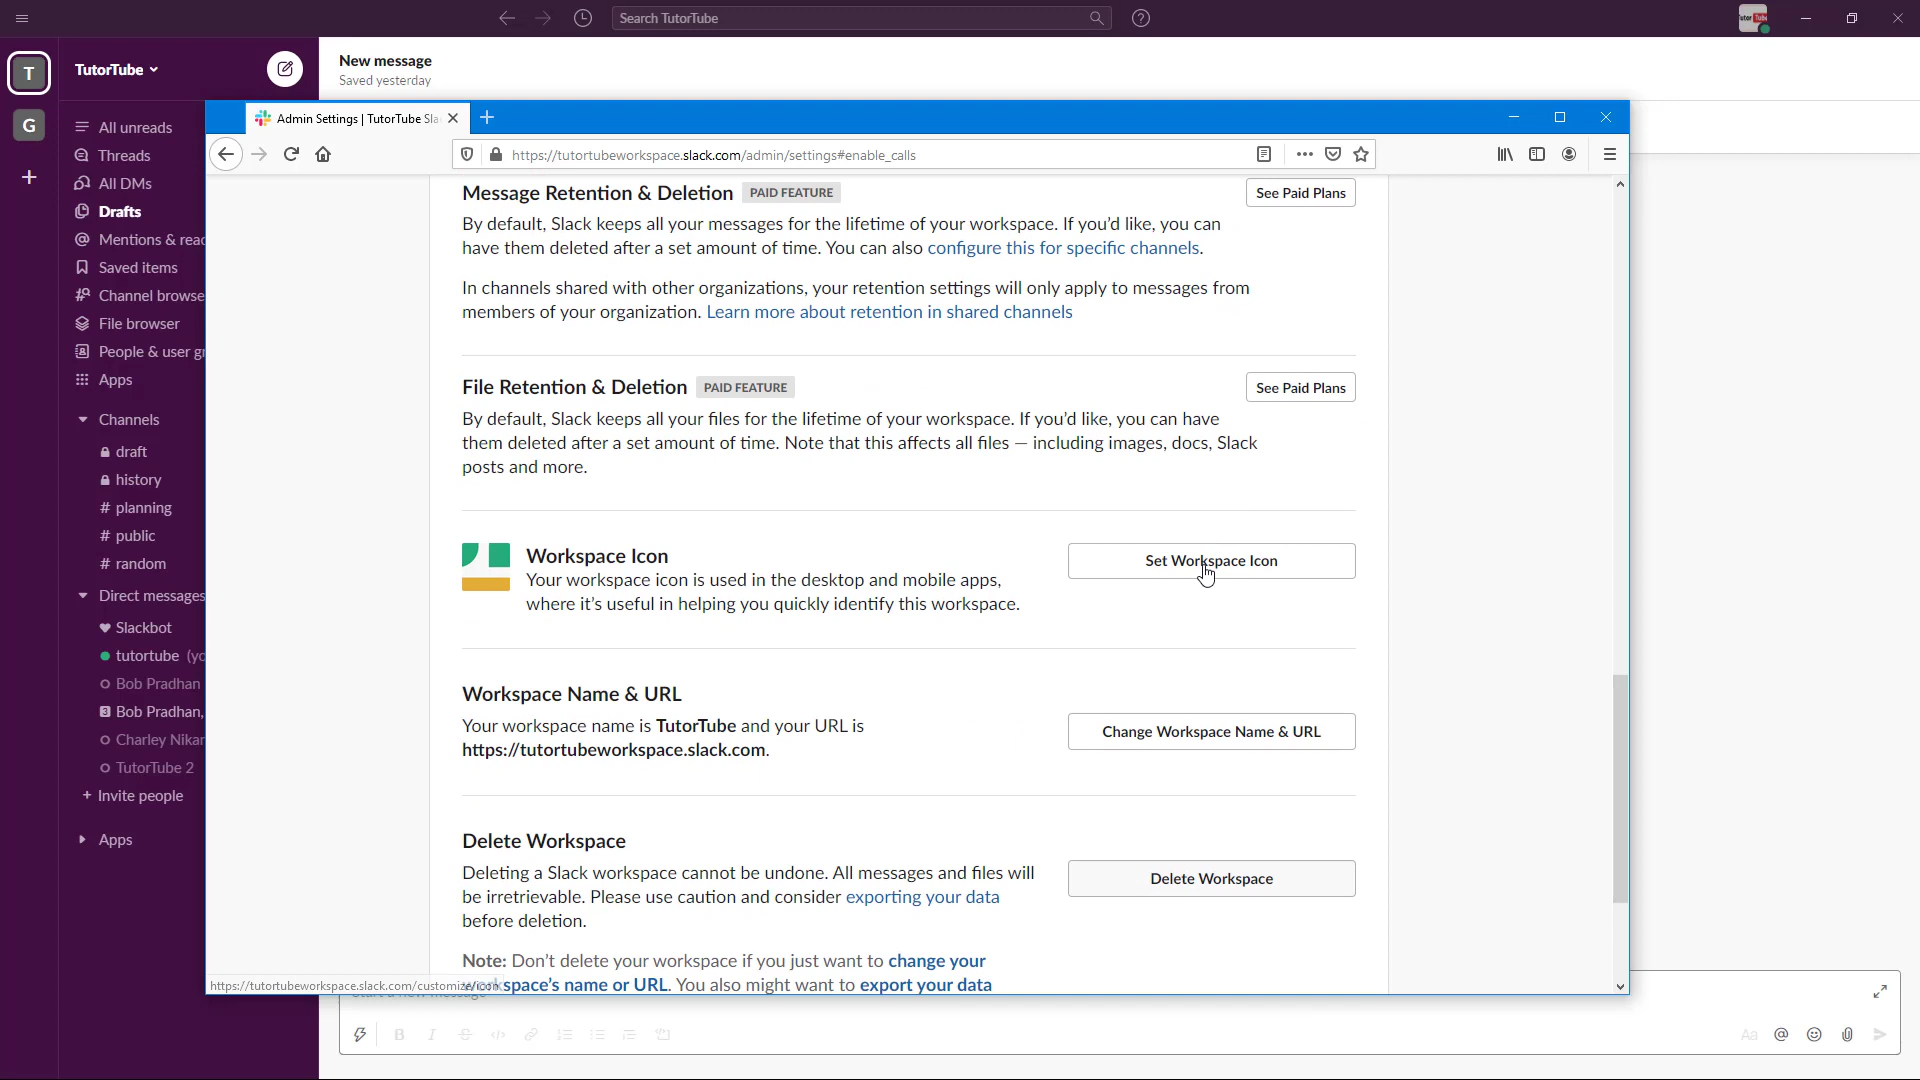 Search TutorTube
Tutor Tube
T
TutorTube
New message
Saved yesterday
G
All unreads
Threads
All DMs
Drafts
Mentions & reac
Saved items
Channel browse
File browser
People & user gr
Apps
Channels
draft
history
# planning
# public
# random
Direct messages
Slackbot
tutortube (yo
Bob Pradhan
3 Bob Pradhan,
Charley Nikar
TutorTube 2
+ Invite people
Apps
Admin Settings | TutorTube Sla
https://tutortubeworkspace.slack.com/admin/settings#enable_calls
Message Retention & Deletion PAID FEATURE
See Paid Plans
By default, Slack keeps all your messages for the lifetime of your workspace. If you’d like, you can
have them deleted after a set amount of time. You can also configure this for specific channels.
In channels shared with other organizations, your retention settings will only apply to messages from
members of your organization. Learn more about retention in shared channels
File Retention & Deletion PAID FEATURE
See Paid Plans
By default, Slack keeps all your files for the lifetime of your workspace. If you’d like, you can have
them deleted after a set amount of time. Note that this affects all files — including images, docs, Slack
posts and more.
Workspace Icon
Set Workspace Icon
Your workspace icon is used in the desktop and mobile apps,
where it’s useful in helping you quickly identify this workspace.
Workspace Name & URL
Your workspace name is TutorTube and your URL is
https://tutortubeworkspace.slack.com.
Change Workspace Name & URL
Delete Workspace
Deleting a Slack workspace cannot be undone. All messages and files will
be irretrievable. Please use caution and consider exporting your data
before deletion.
Delete Workspace
Note: Don’t delete your workspace if you just want to change your
workspace’s name or URL. You also might want to export your data
https://tutortubeworkspace.slack.com/customize/icon
Start a new message
B I S
Aa @